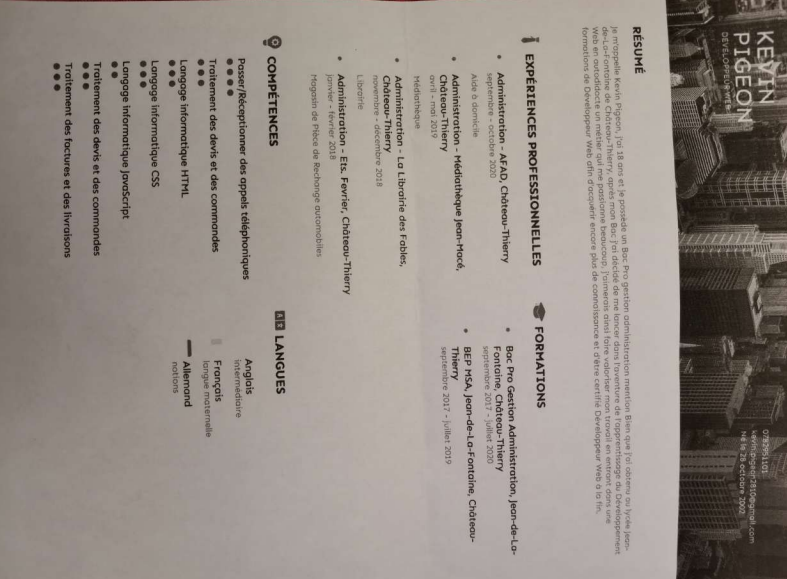 KEVIN
PIGEON
DÉVELOPPEUR WEB
0782951101
kevin.pigeon2810@gmail.com
Né le 28 octobre 2002
RÉSUMÉ
Je m'appelle Kevin Pigeon, j'ai 18 ans et je possède un Bac Pro gestion administration mention Bien que j'ai obtenu au lycée Jean-
de-La-Fontaine de Château-Thierry, après mon Bac j'ai décidé de me lancer dans l'aventure de l'apprentissage du Développement
Web en autodidacte un métier qui me passionne beaucoup, j'aimerais ainsi faire valoriser mon travail en entrant dans une
formations de Développeur Web afin d'acquérir encore plus de connaissance et d'être certifié Développeur Web à la fin.
EXPÉRIENCES PROFESSIONNELLES
• Administration - AFAD, Château-Thierry
septembre - octobre 2020
Aide à domicile
• Administration - Médiathèque Jean-Macé,
Château-Thierry
avril - mai 2019
Médiathèque
• Administration - La Librairie des Fables,
Château-Thierry
novembre - décembre 2018
Librairie
• Administration - Ets. Fevrier, Château-Thierry
janvier - février 2018
Magasin de Pièce de Rechange automobiles
FORMATIONS
• Bac Pro Gestion Administration, Jean-de-La-
Fontaine, Château-Thierry
septembre 2017 - juillet 2020
• BEP MSA, Jean-de-La-Fontaine, Château-
Thierry
septembre 2017 - juillet 2019
COMPÉTENCES
Passer/Réceptionner des appels téléphoniques
Traitement des devis et des commandes
Langage Informatique HTML
Langage Informatique CSS
Langage Informatique JavaScript
Traitement des devis et des commandes
Traitement des factures et des livraisons
LANGUES
Anglais
intermédiaire
Français
langue maternelle
Allemand
notions